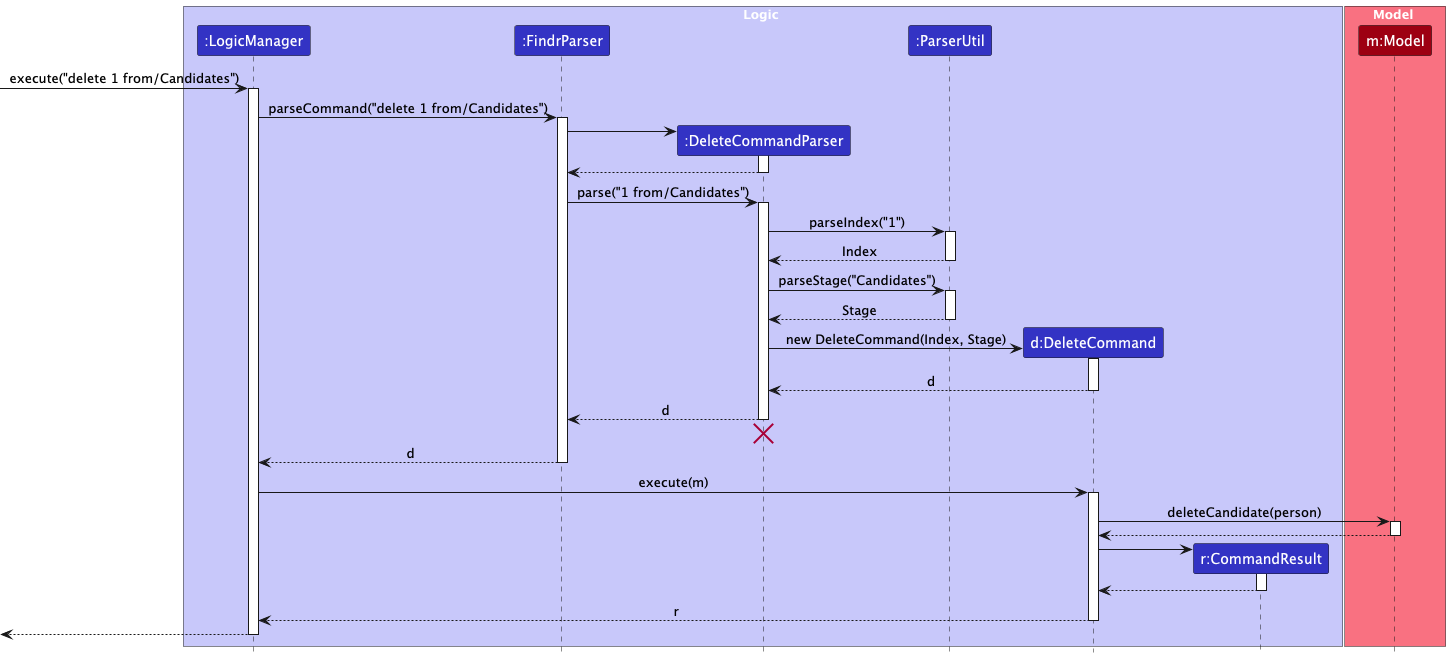 Logic
Model
:LogicManager
:FindrParser
:ParserUtil
m:Model
execute("delete 1 from/Candidates")
parseCommand("delete 1 from/Candidates")
:DeleteCommandParser
parse("1 from/Candidates")
parseIndex("1")
Index
parseStage("Candidates")
Stage
new DeleteCommand(Index, Stage)
d:DeleteCommand
d
d
d
execute(m)
deleteCandidate(person)
r:CommandResult
r